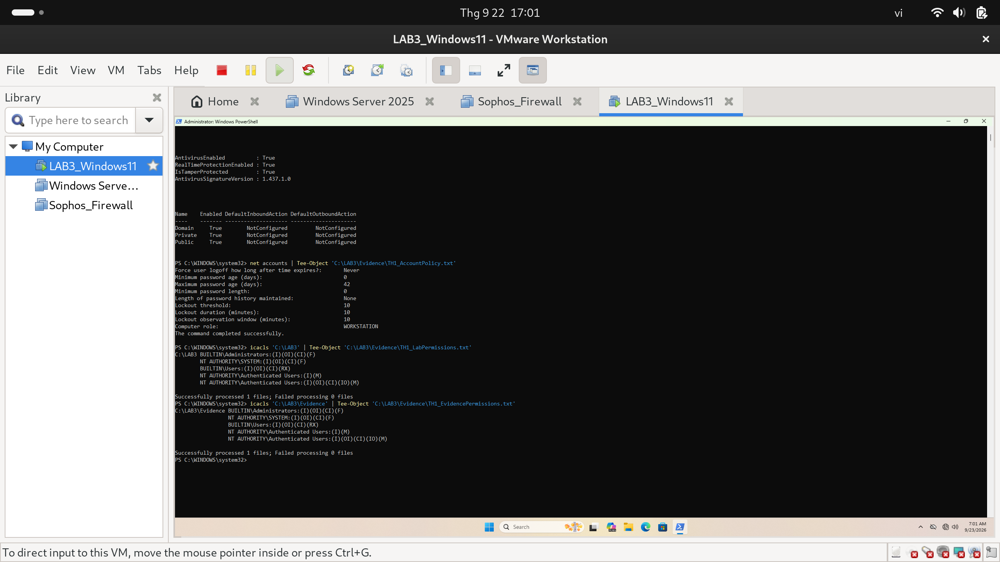 Thg 9 22 17:01
vi
LAB3_Windows11 - VMware Workstation
File Edit View VM Tabs Help
Library
Type here to search
My Computer
LAB3_Windows11
Windows Serve...
Sophos_Firewall
Home
Windows Server 2025
Sophos_Firewall
LAB3_Windows11
Administrator: Windows PowerShell
AntivirusEnabled : True
RealTimeProtectionEnabled : True
IsTamperProtected : True
AntivirusSignatureVersion : 1.437.1.0
Name Enabled DefaultInboundAction DefaultOutboundAction
---- ------- -------------------- ---------------------
Domain True NotConfigured NotConfigured
Private True NotConfigured NotConfigured
Public True NotConfigured NotConfigured
PS C:\WINDOWS\system32> net accounts | Tee-Object 'C:\LAB3\Evidence\TH1_AccountPolicy.txt'
Force user logoff how long after time expires?: Never
Minimum password age (days): 0
Maximum password age (days): 42
Minimum password length: 0
Length of password history maintained: None
Lockout threshold: 10
Lockout duration (minutes): 10
Lockout observation window (minutes): 10
Computer role: WORKSTATION
The command completed successfully.
PS C:\WINDOWS\system32> icacls 'C:\LAB3' | Tee-Object 'C:\LAB3\Evidence\TH1_LabPermissions.txt'
C:\LAB3 BUILTIN\Administrators:(I)(OI)(CI)(F)
NT AUTHORITY\SYSTEM:(I)(OI)(CI)(F)
BUILTIN\Users:(I)(OI)(CI)(RX)
NT AUTHORITY\Authenticated Users:(I)(M)
NT AUTHORITY\Authenticated Users:(I)(OI)(CI)(IO)(M)
Successfully processed 1 files; Failed processing 0 files
PS C:\WINDOWS\system32> icacls 'C:\LAB3\Evidence' | Tee-Object 'C:\LAB3\Evidence\TH1_EvidencePermissions.txt'
C:\LAB3\Evidence BUILTIN\Administrators:(I)(OI)(CI)(F)
NT AUTHORITY\SYSTEM:(I)(OI)(CI)(F)
BUILTIN\Users:(I)(OI)(CI)(RX)
NT AUTHORITY\Authenticated Users:(I)(M)
NT AUTHORITY\Authenticated Users:(I)(OI)(CI)(IO)(M)
Successfully processed 1 files; Failed processing 0 files
PS C:\WINDOWS\system32>
Search
M365
7:01 AM
9/23/2026
To direct input to this VM, move the mouse pointer inside or press Ctrl+G.